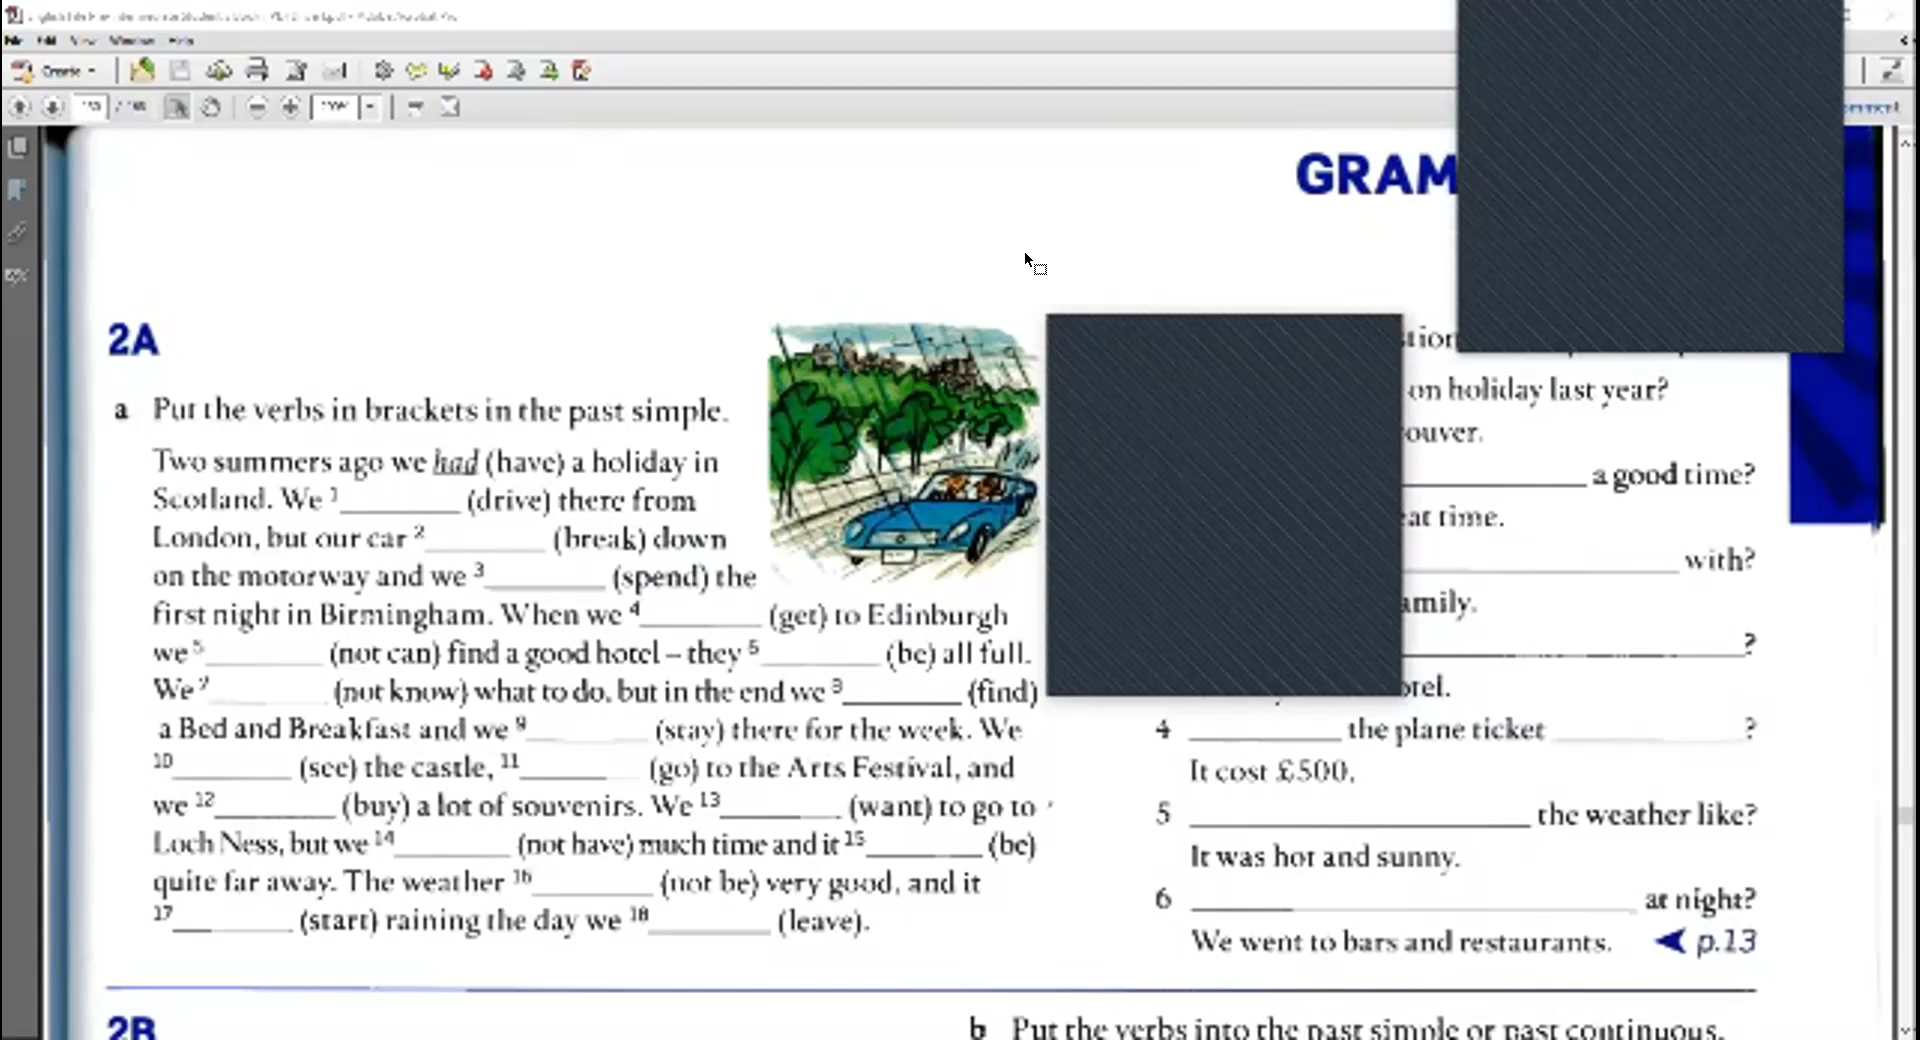 Create
GRAM
2A
a Put the verbs in brackets in the past simple.
Two summers ago we had (have) a holiday in
Scotland. We 1________ (drive) there from
London, but our car 2________ (break) down
on the motorway and we 3________ (spend) the
first night in Birmingham. When we 4________ (get) to Edinburgh
we 5________ (not can) find a good hotel – they 6________ (be) all full.
We 7________ (not know) what to do, but in the end we 8________ (find)
a Bed and Breakfast and we 9________ (stay) there for the week. We
10________ (see) the castle, 11________ (go) to the Arts Festival, and
we 12________ (buy) a lot of souvenirs. We 13________ (want) to go to
Loch Ness, but we 14________ (not have) much time and it 15________ (be)
quite far away. The weather 16________ (not be) very good, and it
17________ (start) raining the day we 18________ (leave).
on holiday last year?
ouver.
________ a good time?
at time.
________ with?
amily.
________?
otel.
4 ________ the plane ticket ________?
It cost £500.
5 ________ the weather like?
It was hot and sunny.
6 ________ at night?
We went to bars and restaurants. ◄ p.13
2B
b Put the verbs into the past simple or past continuous.